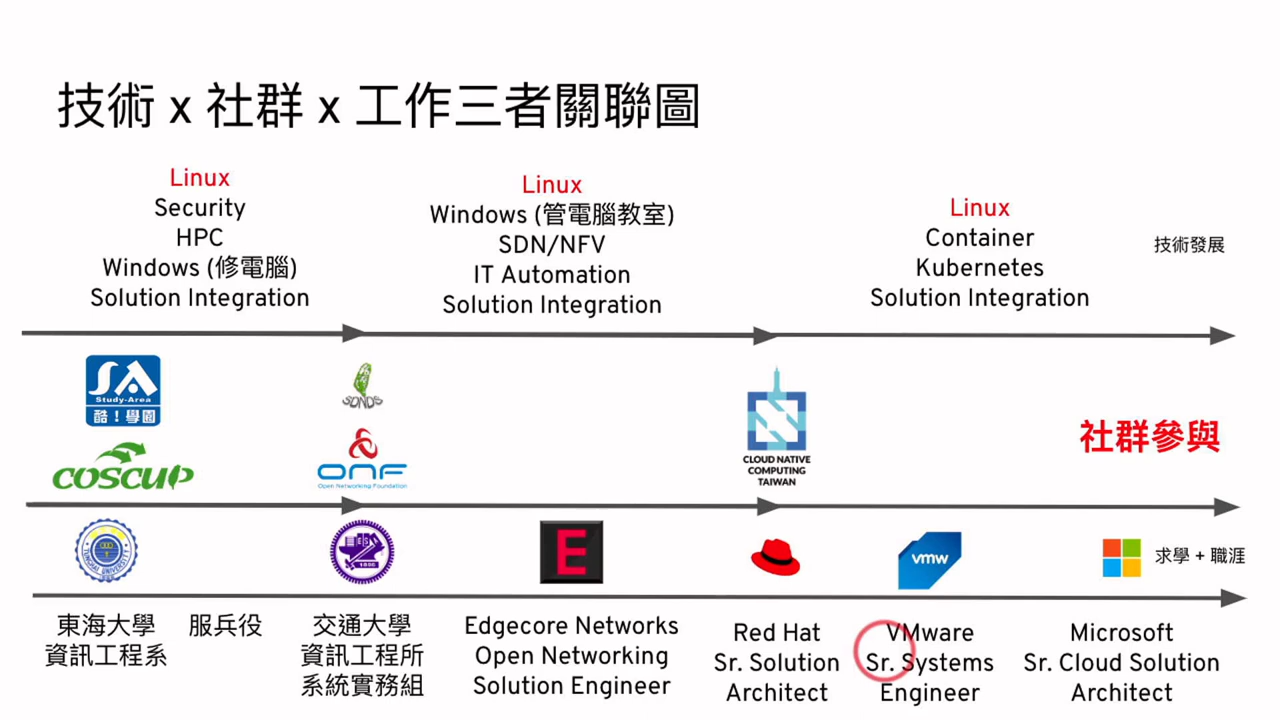 技術 x 社群 x 工作三者關聯圖
Linux
Security
HPC
Windows (修電腦)
Solution Integration
Linux
Windows (管電腦教室)
SDN/NFV
IT Automation
Solution Integration
Linux
Container
Kubernetes
Solution Integration
技術發展
SA
Study-Area
酷！學園
COSCUP
SDNDS
ONF
Open Networking Foundation
CLOUD NATIVE
COMPUTING
TAIWAN
社群參與
TUNGHAI UNIVERSITY
1896
E
vmw
求學 + 職涯
東海大學
資訊工程系
服兵役
交通大學
資訊工程所
系統實務組
Edgecore Networks
Open Networking
Solution Engineer
Red Hat
Sr. Solution
Architect
VMware
Sr. Systems
Engineer
Microsoft
Sr. Cloud Solution
Architect